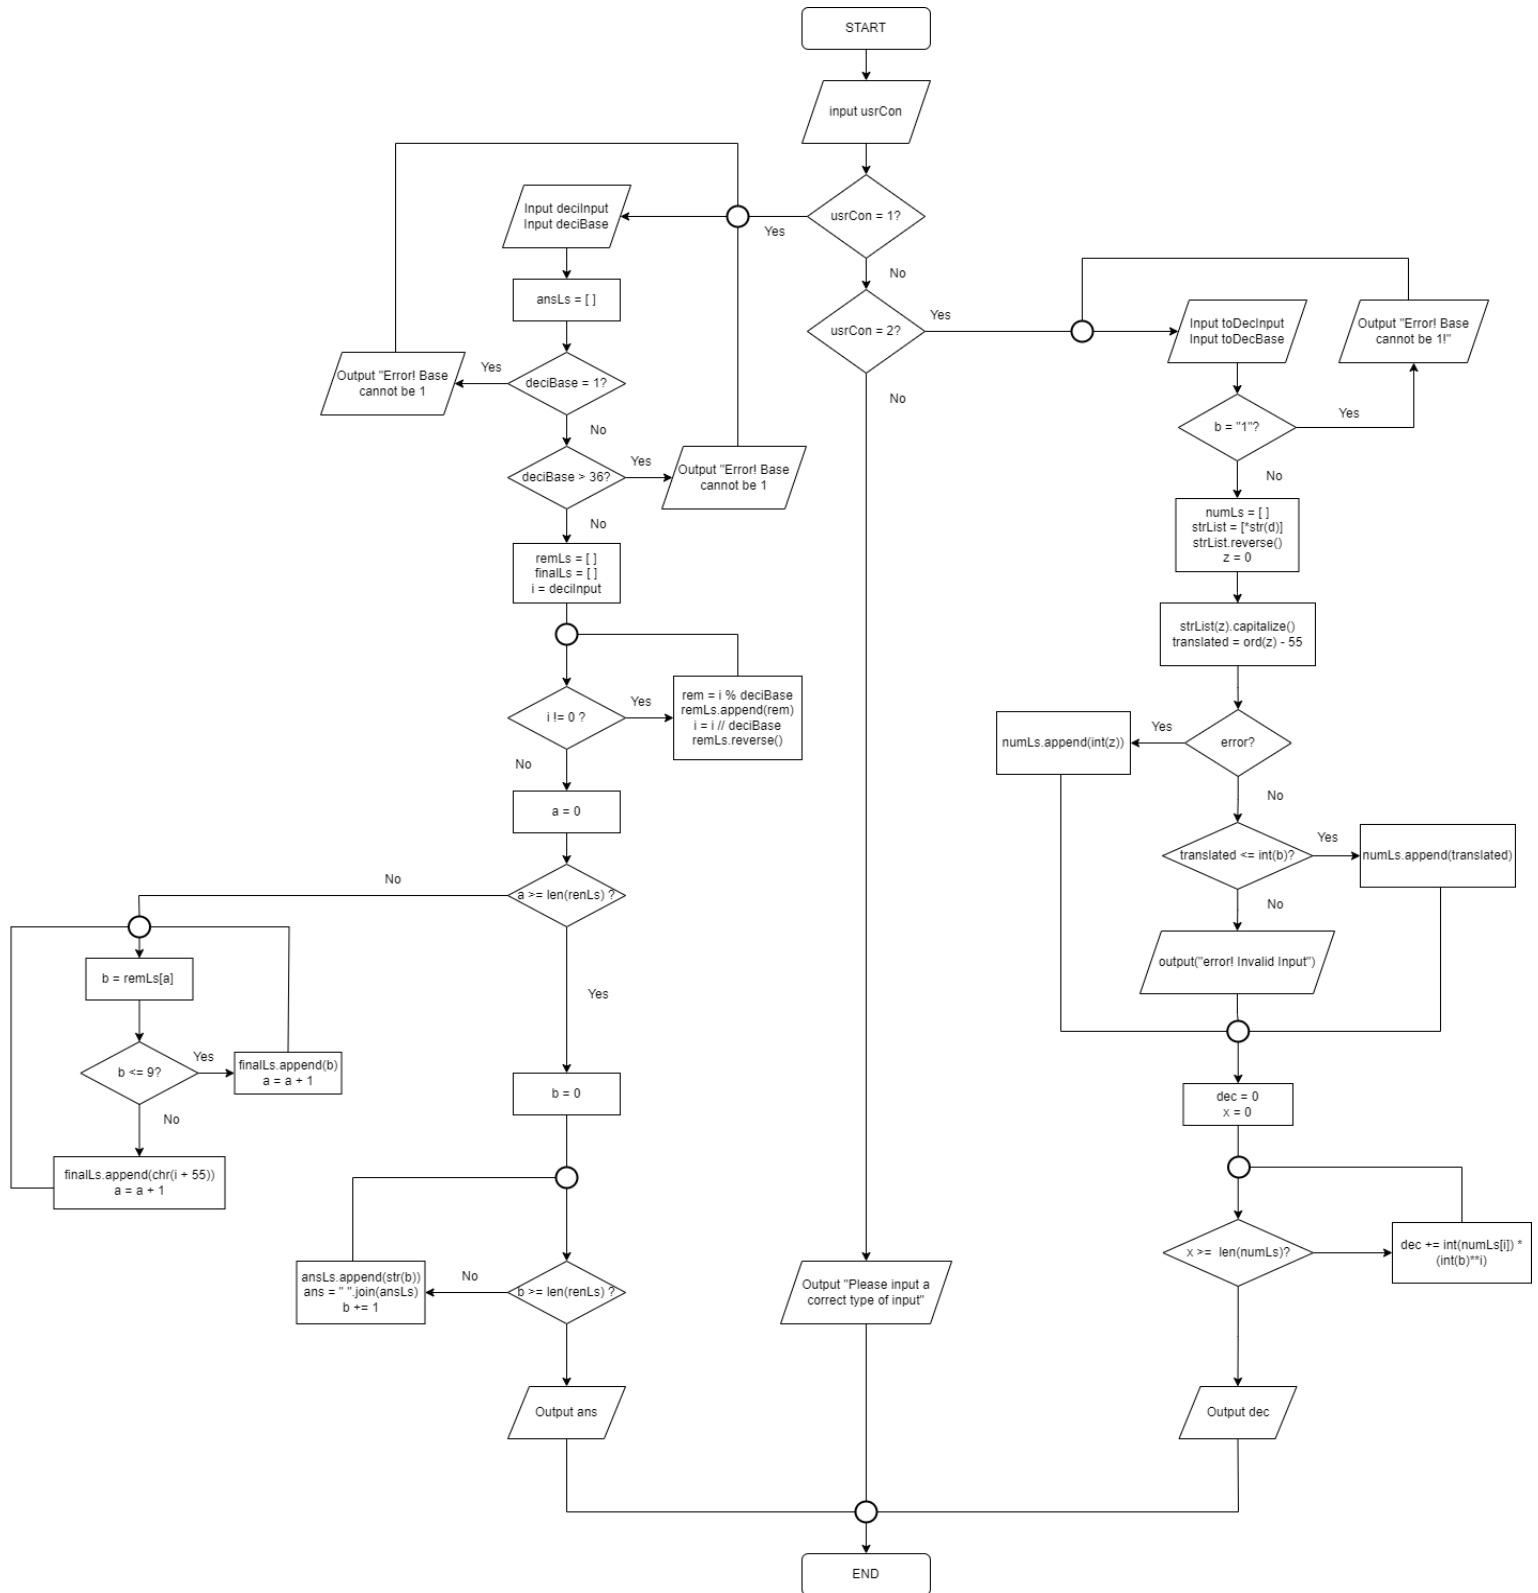 START
input usrCon
usrCon = 1?
Yes
No
Input deciInput
Input deciBase
ansLs = [ ]
deciBase = 1?
Yes
Output "Error! Base
cannot be 1
No
deciBase > 36?
Yes
Output "Error! Base
cannot be 1
No
remLs = [ ]
finalLs = [ ]
i = deciInput
i != 0 ?
Yes
rem = i % deciBase
remLs.append(rem)
i = i // deciBase
remLs.reverse()
No
a = 0
a >= len(renLs) ?
No
b = remLs[a]
b <= 9?
Yes
finalLs.append(b)
a = a + 1
No
finalLs.append(chr(i + 55))
a = a + 1
Yes
b = 0
b >= len(renLs) ?
No
ansLs.append(str(b))
ans = " ".join(ansLs)
b += 1
Output ans
usrCon = 2?
Yes
No
Output "Please input a
correct type of input"
Input toDecInput
Input toDecBase
Output "Error! Base
cannot be 1!"
b = "1"?
Yes
No
numLs = [ ]
strList = [*str(d)]
strList.reverse()
z = 0
strList(z).capitalize()
translated = ord(z) - 55
error?
Yes
numLs.append(int(z))
No
translated <= int(b)?
Yes
numLs.append(translated)
No
output("error! Invalid Input")
dec = 0
x = 0
x >=  len(numLs)?
dec += int(numLs[i]) *
(int(b)**i)
Output dec
END